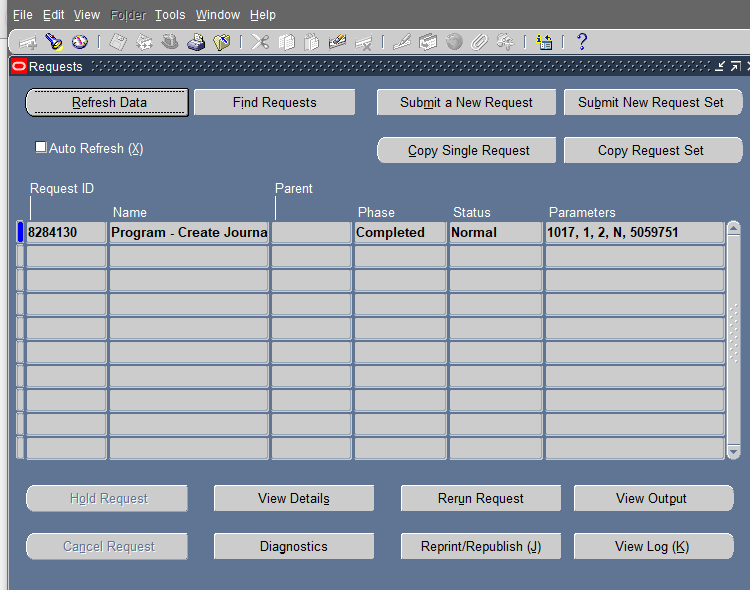 File Edit View Folder Tools Window Help
Requests
Refresh Data Find Requests Submit a New Request Submit New Request Set
Auto Refresh (X) Copy Single Request Copy Request Set
Request ID Parent
Name Phase Status Parameters
8284130 Program - Create Journa Completed Normal 1017, 1, 2, N, 5059751
Hold Request View Details Rerun Request View Output
Cancel Request Diagnostics Reprint/Republish (J) View Log (K)